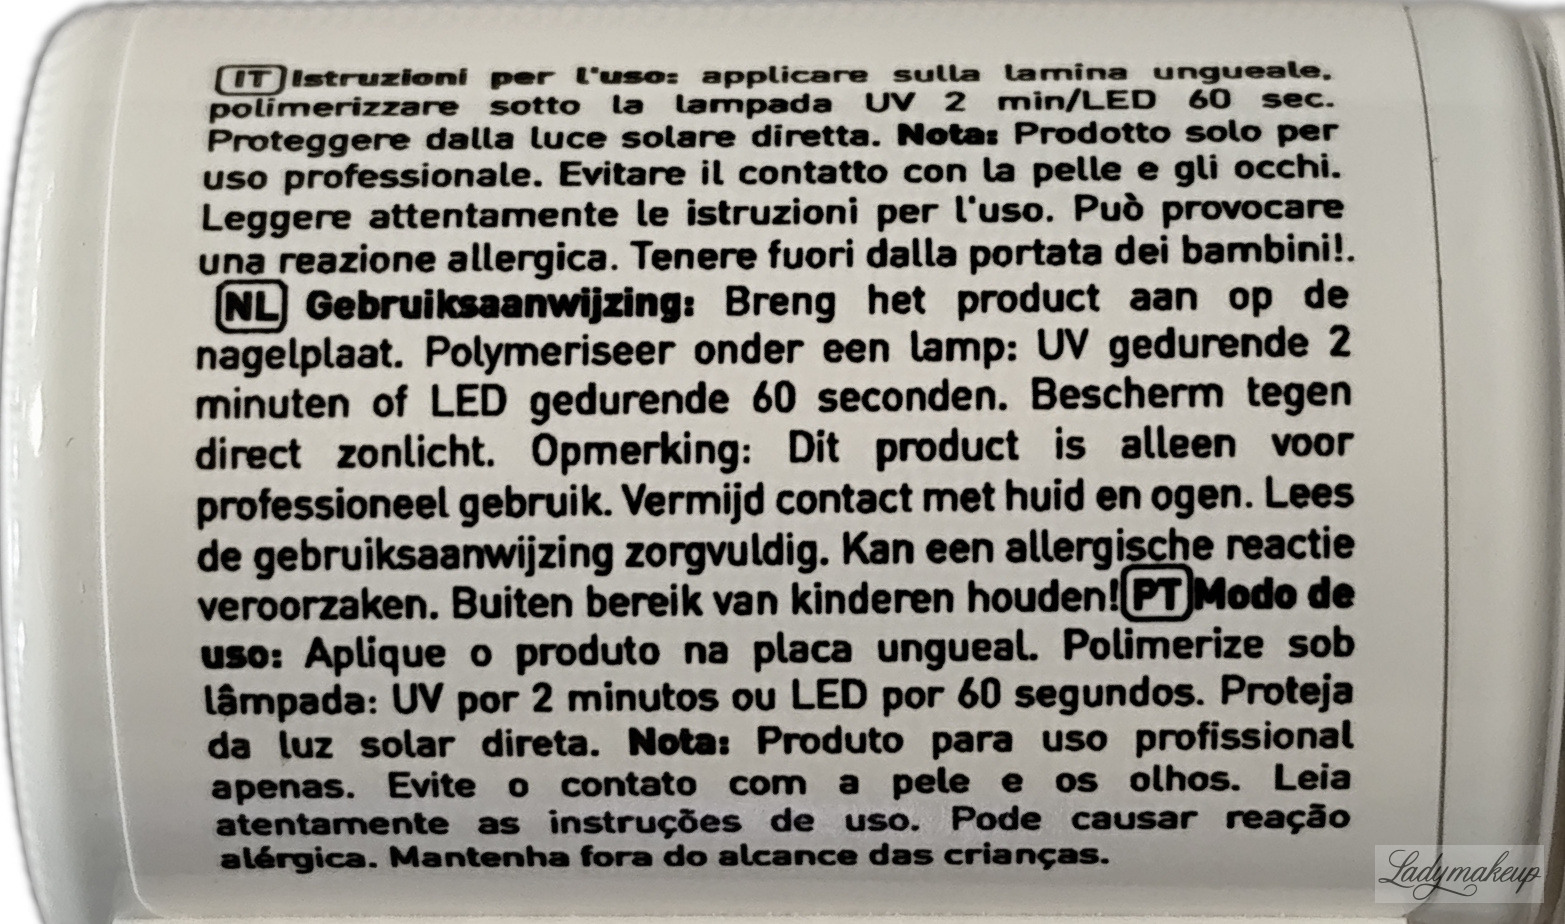 IT Istruzioni per l'uso: applicare sulla lamina ungueale,
polimerizzare sotto la lampada UV 2 min/LED 60 sec.
Proteggere dalla luce solare diretta. Nota: Prodotto solo per
uso professionale. Evitare il contatto con la pelle e gli occhi.
Leggere attentamente le istruzioni per l'uso. Può provocare
una reazione allergica. Tenere fuori dalla portata dei bambini!.
NL Gebruiksaanwijzing: Breng het product aan op de
nagelplaat. Polymeriseer onder een lamp: UV gedurende 2
minuten of LED gedurende 60 seconden. Bescherm tegen
direct zonlicht. Opmerking: Dit product is alleen voor
professioneel gebruik. Vermijd contact met huid en ogen. Lees
de gebruiksaanwijzing zorgvuldig. Kan een allergische reactie
veroorzaken. Buiten bereik van kinderen houden! PT Modo de
uso: Aplique o produto na placa ungueal. Polimerize sob
lâmpada: UV por 2 minutos ou LED por 60 segundos. Proteja
da luz solar direta. Nota: Produto para uso profissional
apenas. Evite o contato com a pele e os olhos. Leia
atentamente as instruções de uso. Pode causar reação
alérgica. Mantenha fora do alcance das crianças.
Ladymakeup